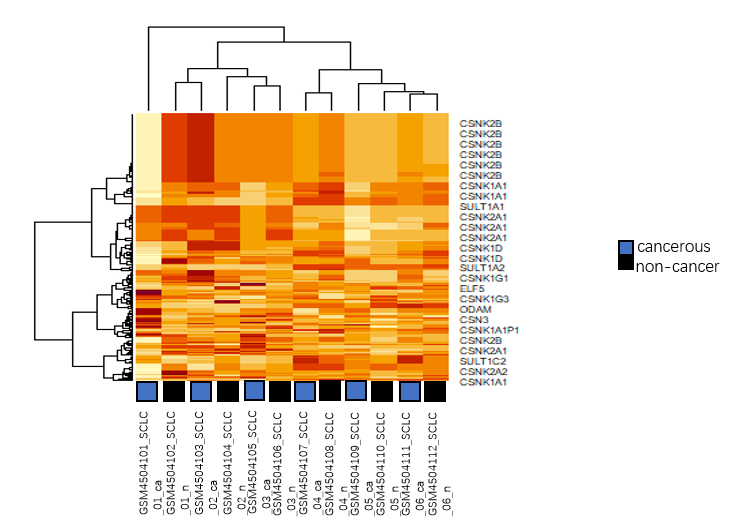 CSNK2B
CSNK2B
CSNK2B
CSNK2B
CSNK2B
CSNK2B
CSNK1A1
CSNK1A1
SULT1A1
CSNK2A1
CSNK2A1
CSNK2A1
CSNK1D
CSNK1D
SULT1A2
CSNK1G1
ELF5
CSNK1G3
ODAM
CSN3
CSNK1A1P1
CSNK2B
CSNK2A1
SULT1C2
CSNK2A2
CSNK1A1
cancerous
non-cancer
GSM4504101_SCLC
_01_ca
GSM4504102_SCLC
_01_n
GSM4504103_SCLC
_02_ca
GSM4504104_SCLC
_02_n
GSM4504105_SCLC
_03_ca
GSM4504106_SCLC
_03_n
GSM4504107_SCLC
_04_ca
GSM4504108_SCLC
_04_n
GSM4504109_SCLC
_05_ca
GSM4504110_SCLC
_05_n
GSM4504111_SCLC
_06_ca
GSM4504112_SCLC
_06_n